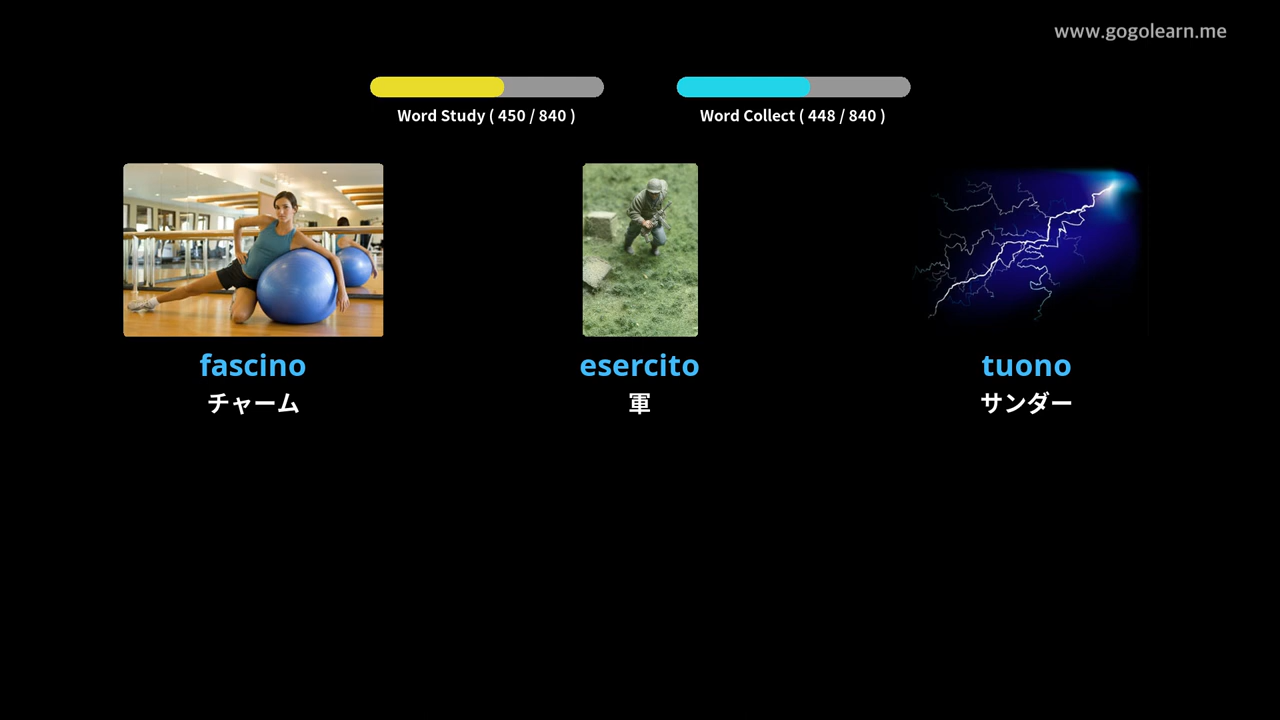 www.gogolearn.me
Word Study ( 450 / 840 )
Word Collect ( 448 / 840 )
fascino
チャーム
esercito
軍
tuono
サンダー